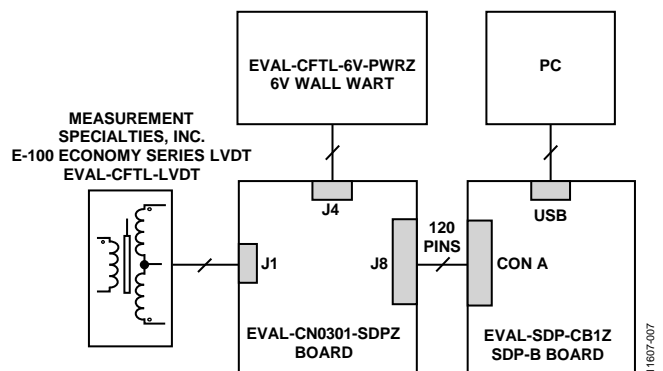 EVAL-CFTL-6V-PWRZ
6V WALL WART
PC
MEASUREMENT
SPECIALTIES, INC.
E-100 ECONOMY SERIES LVDT
EVAL-CFTL-LVDT
J4
USB
J1
J8
120
PINS
CON A
EVAL-CN0301-SDPZ
BOARD
EVAL-SDP-CB1Z
SDP-B BOARD
11607-007